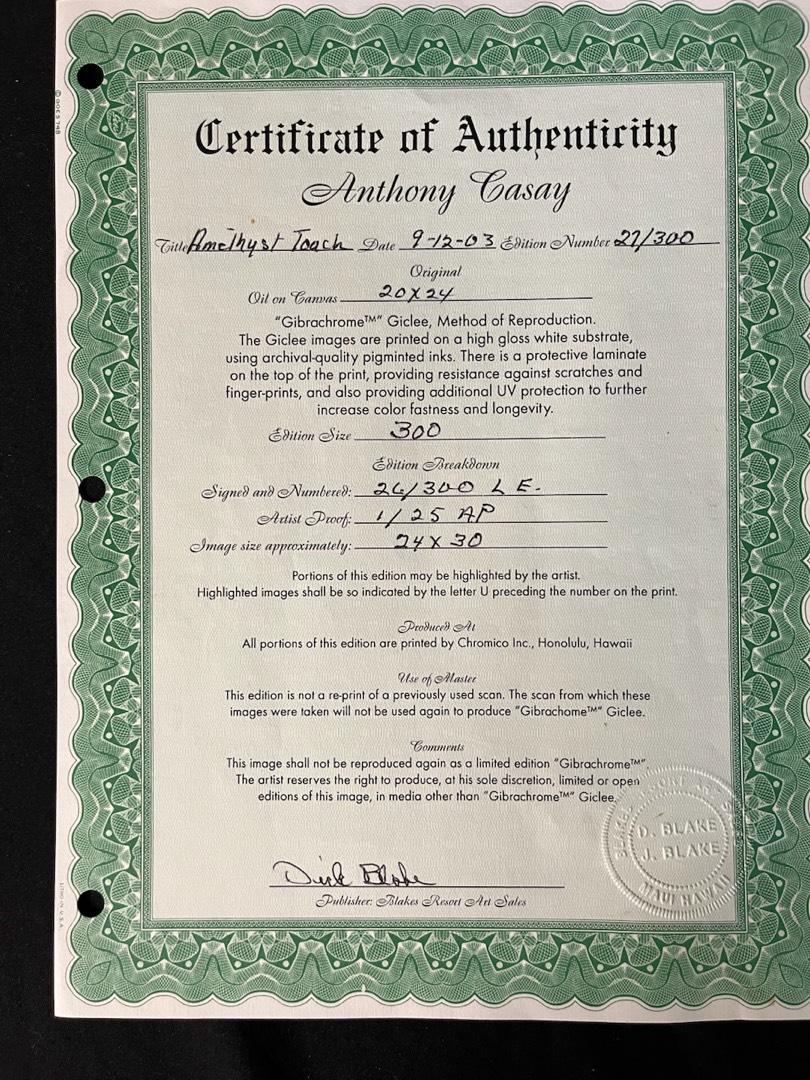 Certificate of Authenticity
Anthony Casay
Title Amethyst Toach Date 9-12-03 Edition Number 27/300
Original
Oil on Canvas 20X24
"Gibrachrome™" Giclee, Method of Reproduction.
The Giclee images are printed on a high gloss white substrate,
using archival-quality pigminted inks. There is a protective laminate
on the top of the print, providing resistance against scratches and
finger-prints, and also providing additional UV protection to further
increase color fastness and longevity.
Edition Size 300
Edition Breakdown
Signed and Numbered: 26/300 L E-
Artist Proof: 1/25 AP
Image size approximately: 24X30
Portions of this edition may be highlighted by the artist.
Highlighted images shall be so indicated by the letter U preceding the number on the print.
Produced At
All portions of this edition are printed by Chromico Inc., Honolulu, Hawaii
Use of Master
This edition is not a re-print of a previously used scan. The scan from which these
images were taken will not be used again to produce "Gibrachome™" Giclee.
Comments
This image shall not be reproduced again as a limited edition "Gibrachrome™".
The artist reserves the right to produce, at his sole discretion, limited or open
editions of this image, in media other than "Gibrachrome™" Giclee.
D. BLAKE
J. BLAKE
MAUI HAWAII
Dick Blake
Publisher: Blakes Resort Art Sales
LITHO IN U.S.A.